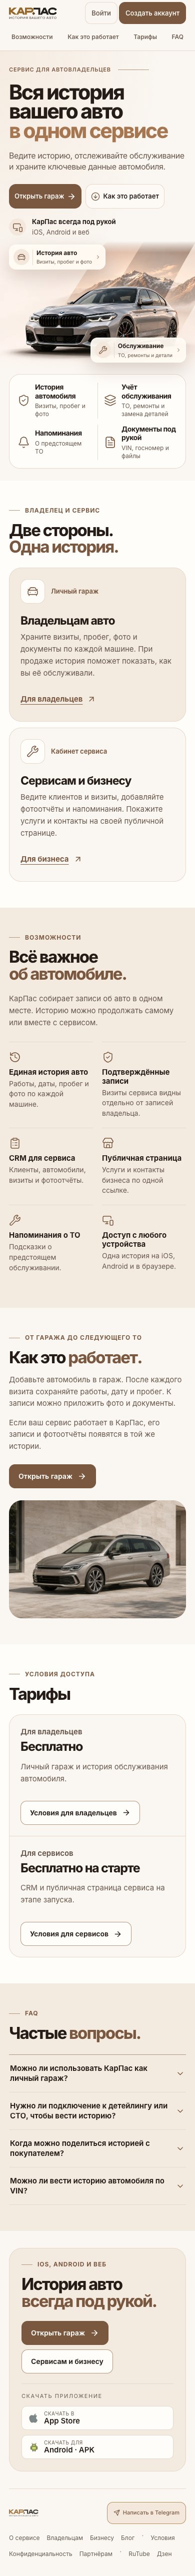 КАРПАС
ИСТОРИЯ ВАШЕГО АВТО
Войти
Создать аккаунт
Возможности
Как это работает
Тарифы
FAQ
СЕРВИС ДЛЯ АВТОВЛАДЕЛЬЦЕВ
Вся история
вашего авто
в одном сервисе
Ведите историю, отслеживайте обслуживание
и храните ключевые данные автомобиля.
Открыть гараж
Как это работает
КарПас всегда под рукой
iOS, Android и веб
История авто
Визиты, пробег и фото
Обслуживание
ТО, ремонты и детали
История
автомобиля
Визиты, пробег и
фото
Учёт
обслуживания
ТО, ремонты и
замена деталей
Напоминания
О предстоящем
ТО
Документы под
рукой
VIN, госномер и
файлы
ВЛАДЕЛЕЦ И СЕРВИС
Две стороны.
Одна история.
Личный гараж
Владельцам авто
Храните визиты, пробег, фото и
документы по каждой машине. При
продаже история поможет показать, как
вы её обслуживали.
Для владельцев
Кабинет сервиса
Сервисам и бизнесу
Ведите клиентов и визиты, добавляйте
фотоотчёты и напоминания. Покажите
услуги и контакты на своей публичной
странице.
Для бизнеса
ВОЗМОЖНОСТИ
Всё важное
об автомобиле.
КарПас собирает записи об авто в одном
месте. Историю можно продолжать самому
или вместе с сервисом.
Единая история авто
Работы, даты, пробег и
фото по каждой
машине.
Подтверждённые
записи
Визиты сервиса видны
отдельно от записей
владельца.
CRM для сервиса
Клиенты, автомобили,
визиты и фотоотчёты.
Публичная страница
Услуги и контакты
бизнеса по одной
ссылке.
Напоминания о ТО
Подсказки о
предстоящем
обслуживании.
Доступ с любого
устройства
Одна история на iOS,
Android и в браузере.
ОТ ГАРАЖА ДО СЛЕДУЮЩЕГО ТО
Как это работает.
Добавьте автомобиль в гараж. После каждого
визита сохраняйте работы, дату и пробег. К
записи можно приложить фото и документы.
Если ваш сервис работает в КарПас, его
записи и фотоотчёты появятся в той же
истории.
Открыть гараж
УСЛОВИЯ ДОСТУПА
Тарифы
Для владельцев
Бесплатно
Личный гараж и история обслуживания
автомобиля.
Условия для владельцев
Для сервисов
Бесплатно на старте
CRM и публичная страница сервиса на
этапе запуска.
Условия для сервисов
FAQ
Частые вопросы.
Можно ли использовать КарПас как
личный гараж?
Нужно ли подключение к детейлингу или
СТО, чтобы вести историю?
Когда можно поделиться историей с
покупателем?
Можно ли вести историю автомобиля по
VIN?
IOS, ANDROID И ВЕБ
История авто
всегда под рукой.
Открыть гараж
Сервисам и бизнесу
СКАЧАТЬ ПРИЛОЖЕНИЕ
СКАЧАТЬ В
App Store
СКАЧАТЬ ДЛЯ
Android · APK
КАРПАС
Написать в Telegram
О сервисе
Владельцам
Бизнесу
Блог
Условия
Конфиденциальность
Партнёрам
RuTube
Дзен